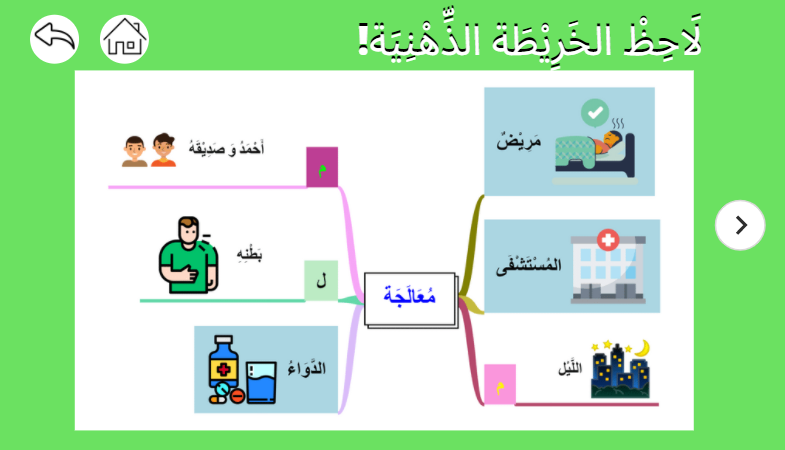 لَاحِظْ الخَرِيْطَة الذِّهْنِيَة!
مَرِيْضٌ
المُسْتَشْفَى
اللَّيْل
م
مُعَالَجَة
أَحْمَدُ وَ صَدِيْقَهُ
م
بَطْنِهِ
ل
الدَّوَاءُ